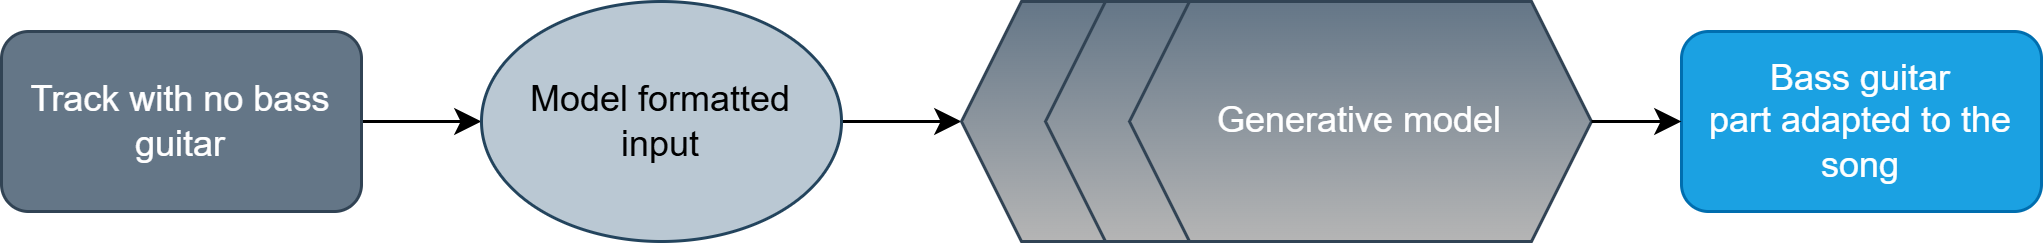 Track with no bass
guitar
Model formatted
input
Generative model
Bass guitar
part adapted to the
song